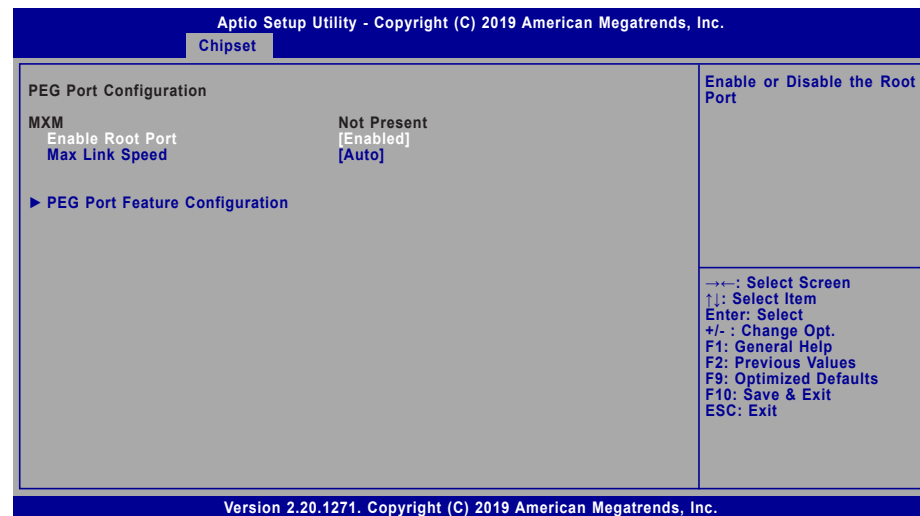 Aptio Setup Utility - Copyright (C) 2019 American Megatrends, Inc.
Chipset
PEG Port Configuration
MXM Not Present
Enable Root Port [Enabled]
Max Link Speed [Auto]
► PEG Port Feature Configuration
Enable or Disable the Root
Port
→←: Select Screen
↑↓: Select Item
Enter: Select
+/- : Change Opt.
F1: General Help
F2: Previous Values
F9: Optimized Defaults
F10: Save & Exit
ESC: Exit
Version 2.20.1271. Copyright (C) 2019 American Megatrends, Inc.